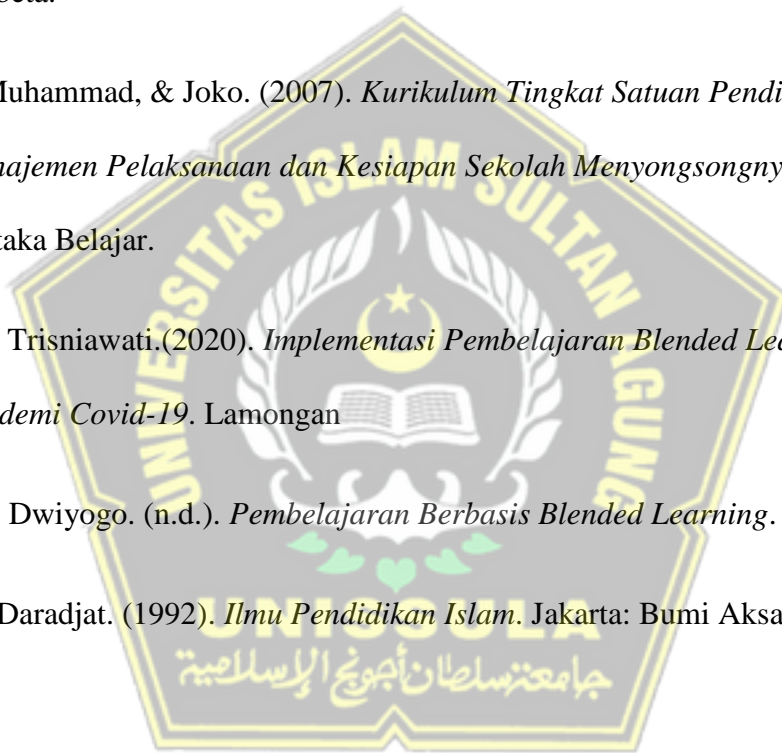 Muhammad, & Joko. (2007). Kurikulum Tingkat Satuan Pendi
najemen Pelaksanaan dan Kesiapan Sekolah Menyongsongny
taka Belajar.
Trisniawati.(2020). Implementasi Pembelajaran Blended Lea
demi Covid-19. Lamongan
Dwiyogo. (n.d.). Pembelajaran Berbasis Blended Learning.
Daradjat. (1992). Ilmu Pendidikan Islam. Jakarta: Bumi Aksa
UNIVERSITAS ISLAM SULTAN AGUNG
UNISSULA
جامعتنسلطان أجونج الإسلامية